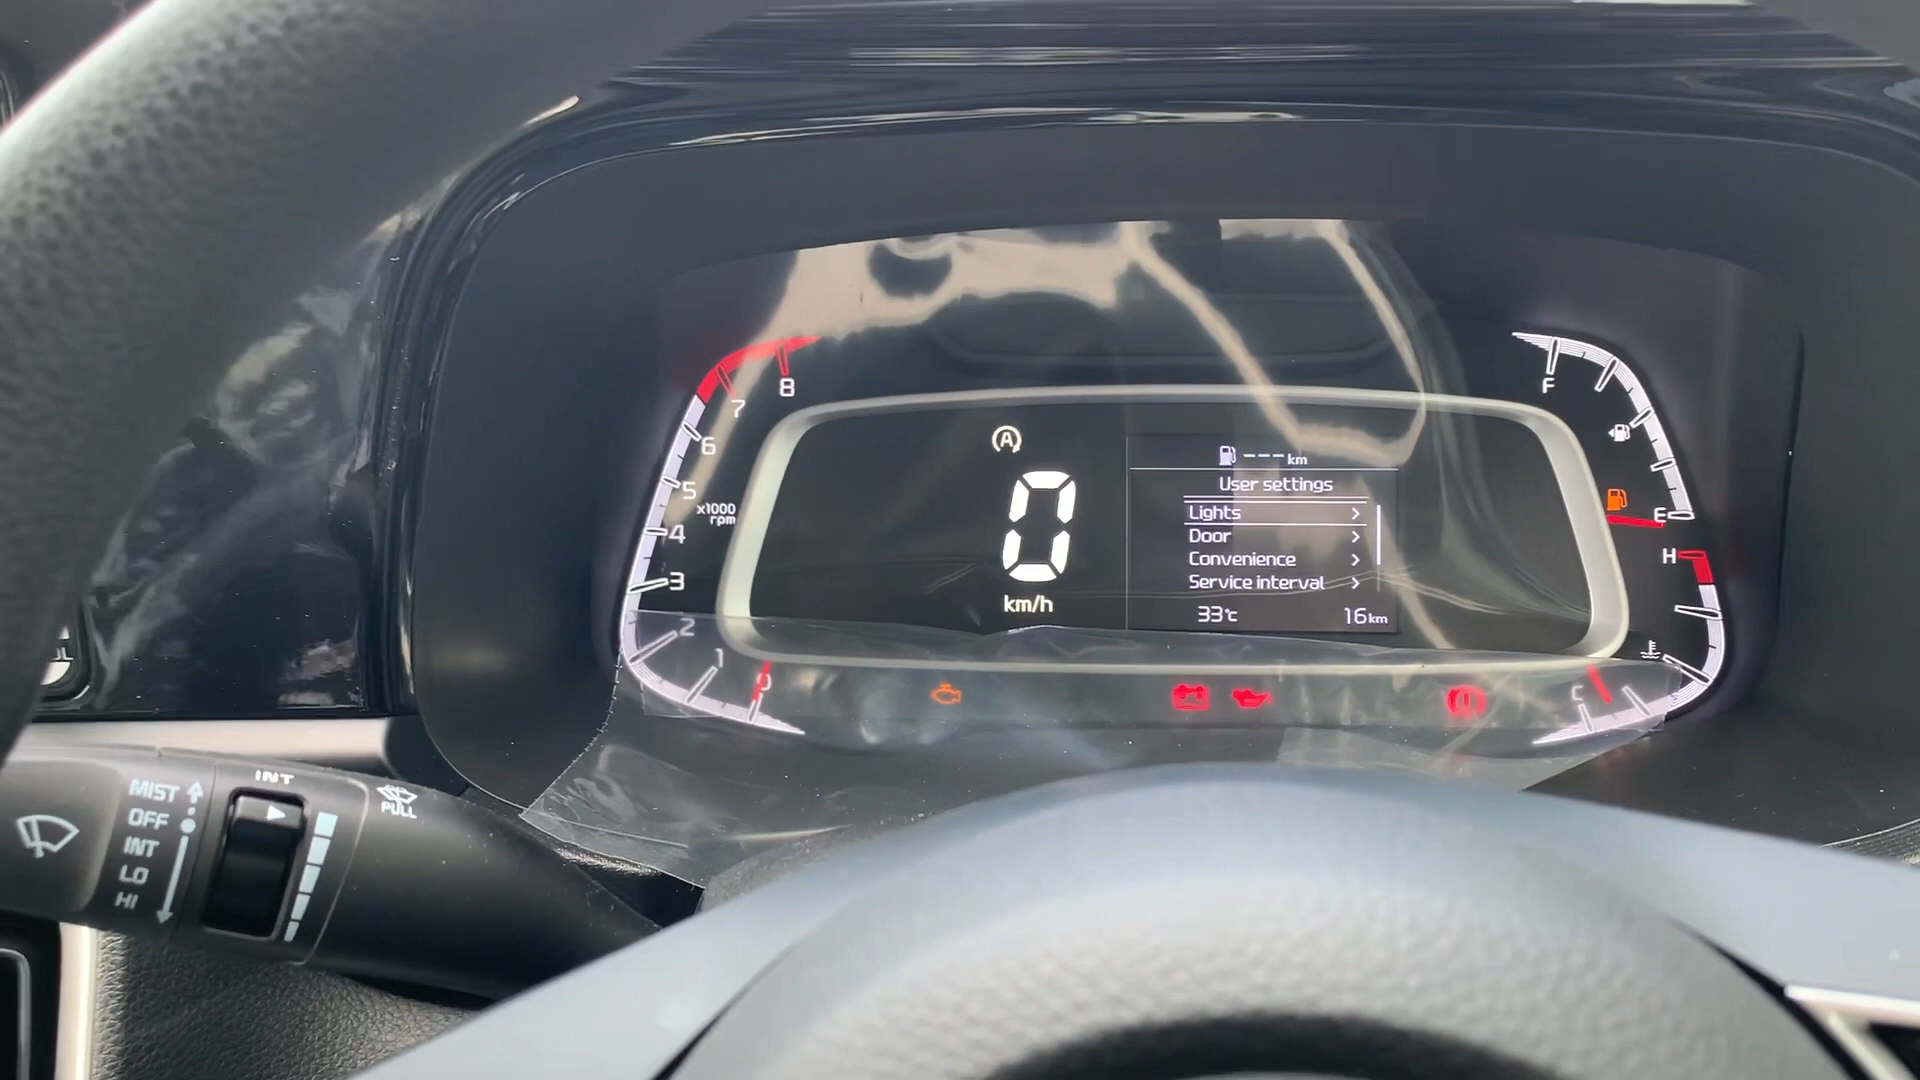 8
7
6
5
x1000
rpm
4
3
2
1
0
A
0
km/h
--- km
User settings
Lights >
Door >
Convenience >
Service interval >
33℃ 16km
F
E
H
C
MIST
OFF
INT
LO
HI
INT
PULL